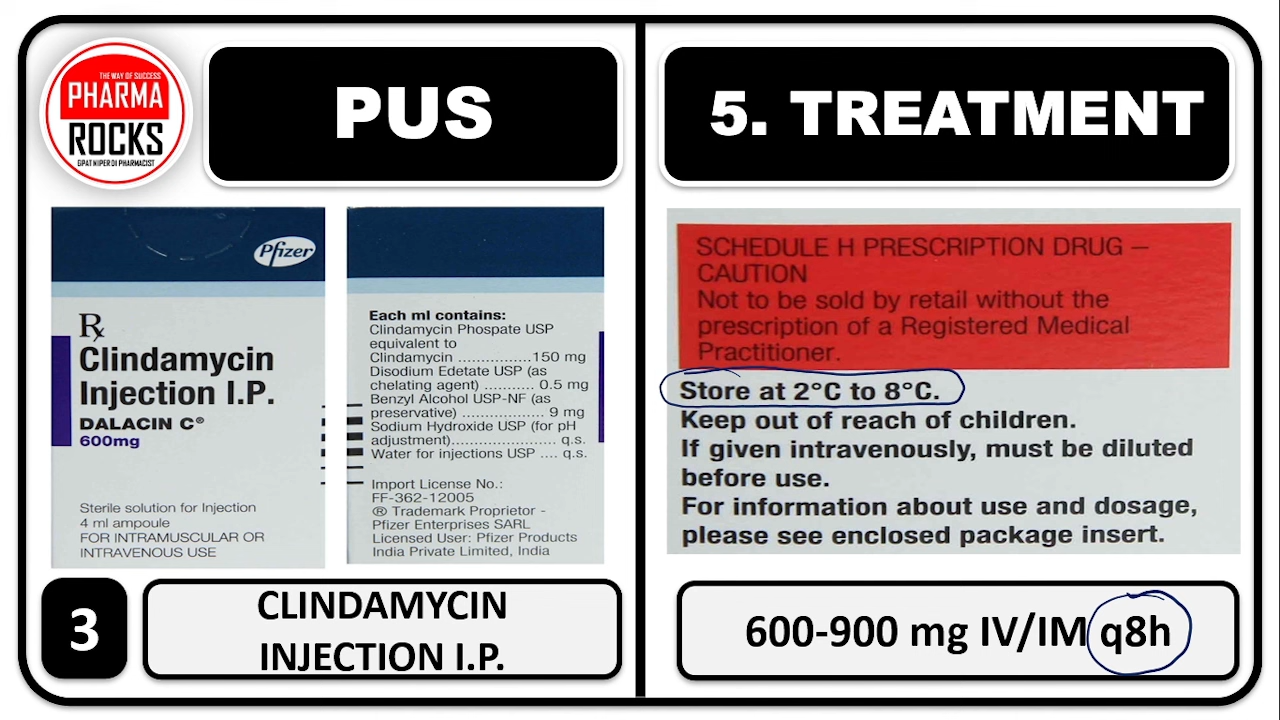 THE WAY OF SUCCESS
PHARMA
ROCKS
GPAT NIPER DI PHARMACIST
PUS
5. TREATMENT
Pfizer
Rx
Clindamycin
Injection I.P.
DALACIN C®
600mg
Sterile solution for Injection
4 ml ampoule
FOR INTRAMUSCULAR OR
INTRAVENOUS USE
Each ml contains:
Clindamycin Phospate USP
equivalent to
Clindamycin ...............150 mg
Disodium Edetate USP (as
chelating agent) .......... 0.5 mg
Benzyl Alcohol USP-NF (as
preservative) .................. 9 mg
Sodium Hydroxide USP (for pH
adjustment)..................... q.s.
Water for injections USP .... q.s.
Import License No.:
FF-362-12005
® Trademark Proprietor -
Pfizer Enterprises SARL
Licensed User: Pfizer Products
India Private Limited, India
SCHEDULE H PRESCRIPTION DRUG –
CAUTION
Not to be sold by retail without the
prescription of a Registered Medical
Practitioner.
Store at 2°C to 8°C.
Keep out of reach of children.
If given intravenously, must be diluted
before use.
For information about use and dosage,
please see enclosed package insert.
3
CLINDAMYCIN
INJECTION I.P.
600-900 mg IV/IM q8h